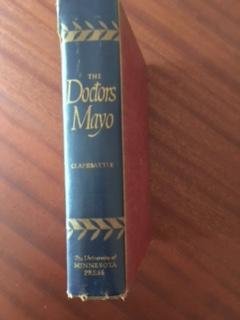 THE
Doctors
Mayo
CLAPESATTLE
The University of
MINNESOTA
PRESS